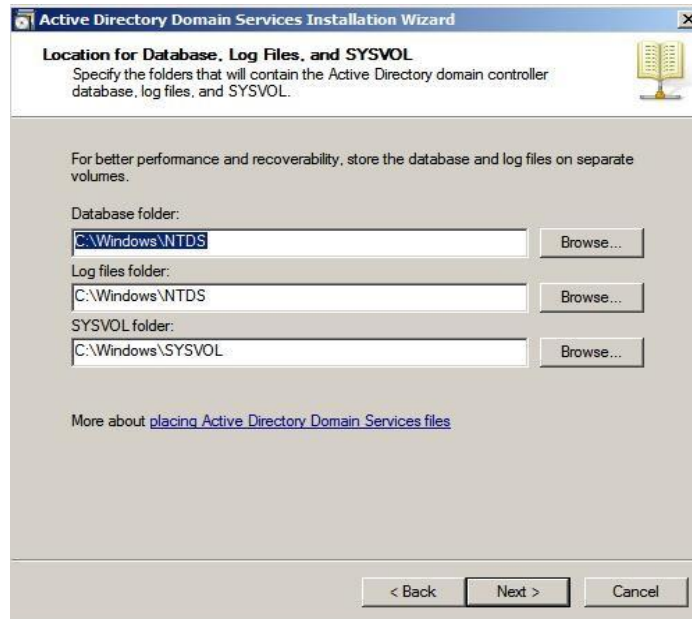 Active Directory Domain Services Installation Wizard
Location for Database, Log Files, and SYSVOL
Specify the folders that will contain the Active Directory domain controller
database, log files, and SYSVOL.
For better performance and recoverability, store the database and log files on separate
volumes.
Database folder:
C:\Windows\NTDS
Browse...
Log files folder:
C:\Windows\NTDS
Browse...
SYSVOL folder:
C:\Windows\SYSVOL
Browse...
More about placing Active Directory Domain Services files
< Back
Next >
Cancel